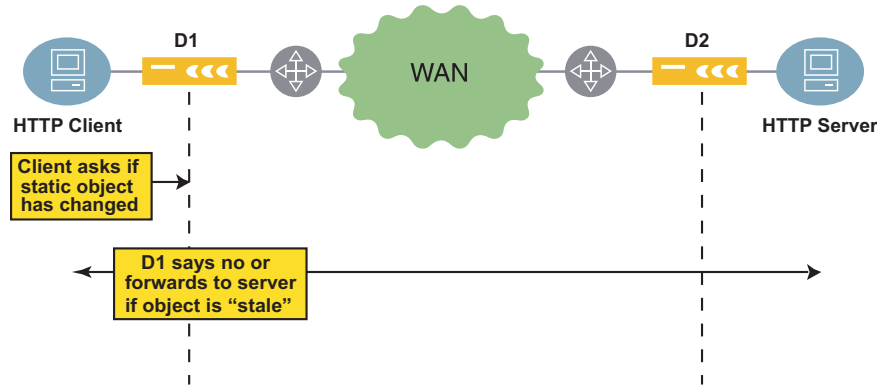 D1
D2
WAN
HTTP Client
HTTP Server
Client asks if
static object
has changed
D1 says no or
forwards to server
if object is “stale”